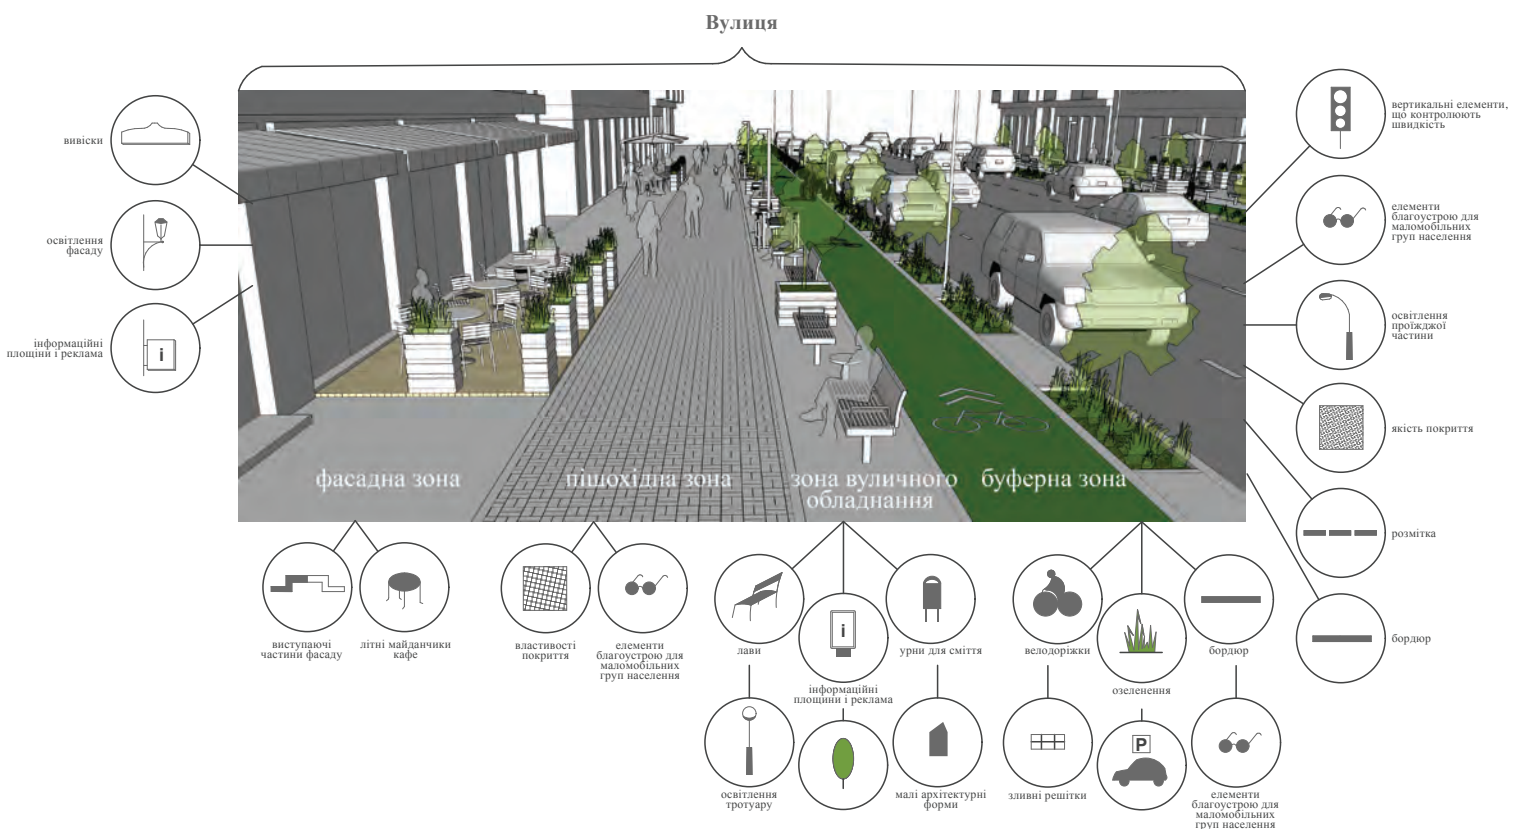 Вулиця
вивіски
освітлення
фасаду
інформаційні
площини і реклама
i
вертикальні елементи,
що контролюють
швидкість
елементи
благоустрою для
маломобільних
груп населення
освітлення
проїжджої
частини
якість покриття
розмітка
бордюр
фасадна зона
пішохідна зона
зона вуличного
обладнання
буферна зона
виступаючі
частини фасаду
літні майданчики
кафе
властивості
покриття
елементи
благоустрою для
маломобільних
груп населення
лави
i
інформаційні
площини і реклама
урни для сміття
велодоріжки
озеленення
бордюр
освітлення
тротуару
малі архітектурні
форми
зливні решітки
P
елементи
благоустрою для
маломобільних
груп населення